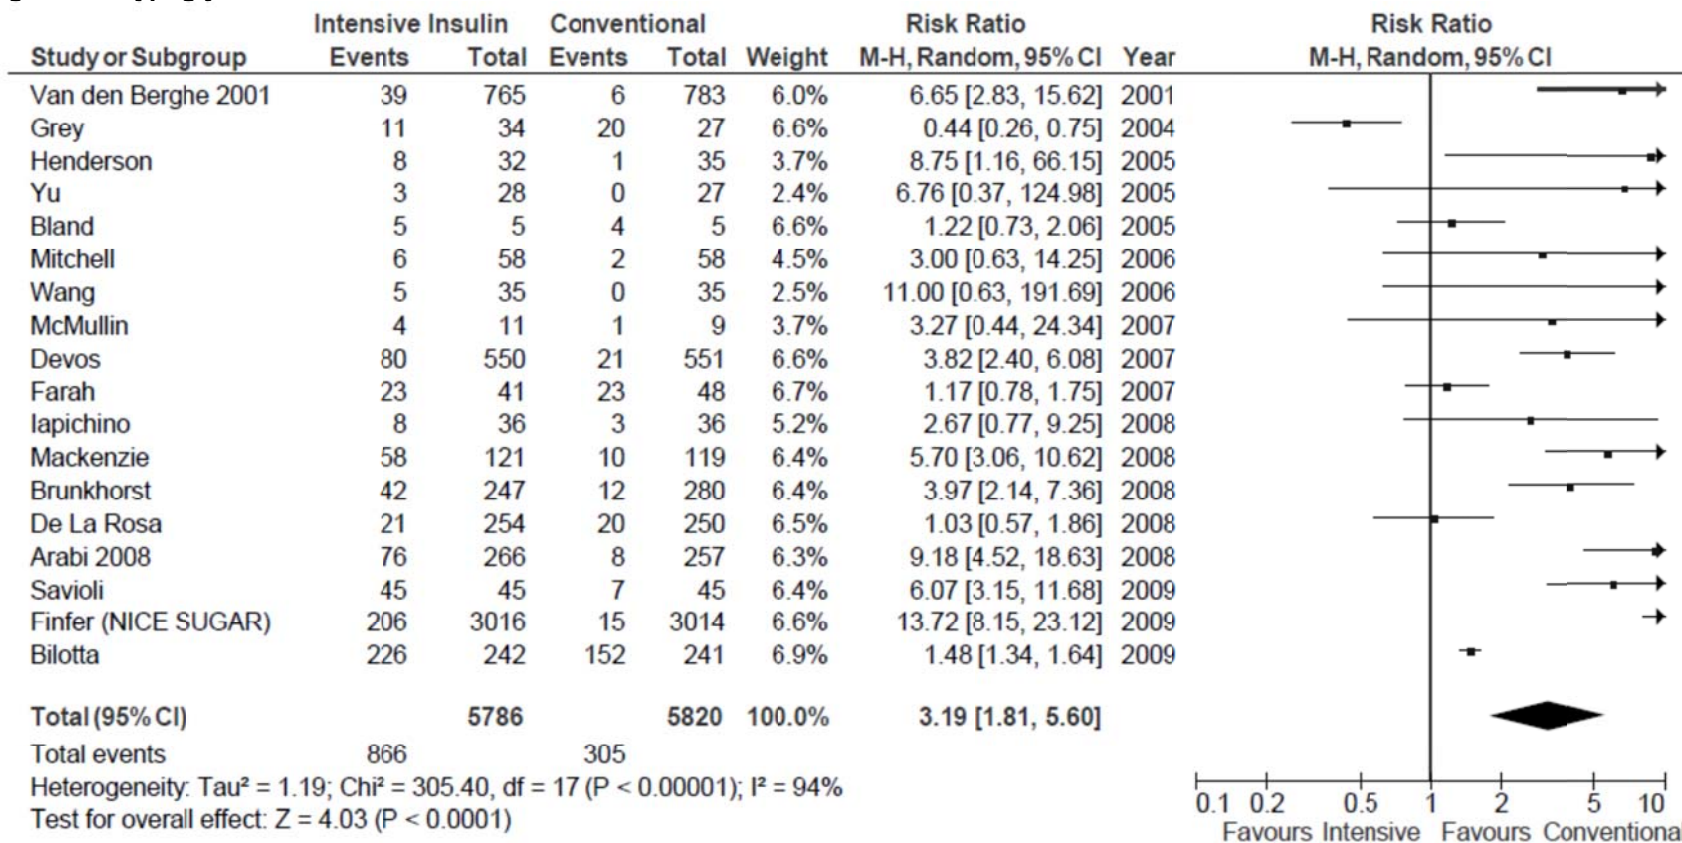 Intensive Insulin Conventional Risk Ratio Risk Ratio
Study or Subgroup Events Total Events Total Weight M-H, Random, 95% CI Year M-H, Random, 95% CI
Van den Berghe 2001 39 765 6 783 6.0% 6.65 [2.83, 15.62] 2001
Grey 11 34 20 27 6.6% 0.44 [0.26, 0.75] 2004
Henderson 8 32 1 35 3.7% 8.75 [1.16, 66.15] 2005
Yu 3 28 0 27 2.4% 6.76 [0.37, 124.98] 2005
Bland 5 5 4 5 6.6% 1.22 [0.73, 2.06] 2005
Mitchell 6 58 2 58 4.5% 3.00 [0.63, 14.25] 2006
Wang 5 35 0 35 2.5% 11.00 [0.63, 191.69] 2006
McMullin 4 11 1 9 3.7% 3.27 [0.44, 24.34] 2007
Devos 80 550 21 551 6.6% 3.82 [2.40, 6.08] 2007
Farah 23 41 23 48 6.7% 1.17 [0.78, 1.75] 2007
Iapichino 8 36 3 36 5.2% 2.67 [0.77, 9.25] 2008
Mackenzie 58 121 10 119 6.4% 5.70 [3.06, 10.62] 2008
Brunkhorst 42 247 12 280 6.4% 3.97 [2.14, 7.36] 2008
De La Rosa 21 254 20 250 6.5% 1.03 [0.57, 1.86] 2008
Arabi 2008 76 266 8 257 6.3% 9.18 [4.52, 18.63] 2008
Savioli 45 45 7 45 6.4% 6.07 [3.15, 11.68] 2009
Finfer (NICE SUGAR) 206 3016 15 3014 6.6% 13.72 [8.15, 23.12] 2009
Bilotta 226 242 152 241 6.9% 1.48 [1.34, 1.64] 2009
Total (95% CI) 5786 5820 100.0% 3.19 [1.81, 5.60]
Total events 866 305
Heterogeneity: Tau² = 1.19; Chi² = 305.40, df = 17 (P < 0.00001); I² = 94%
Test for overall effect: Z = 4.03 (P < 0.0001)
0.1 0.2 0.5 1 2 5 10
Favours Intensive Favours Conventional